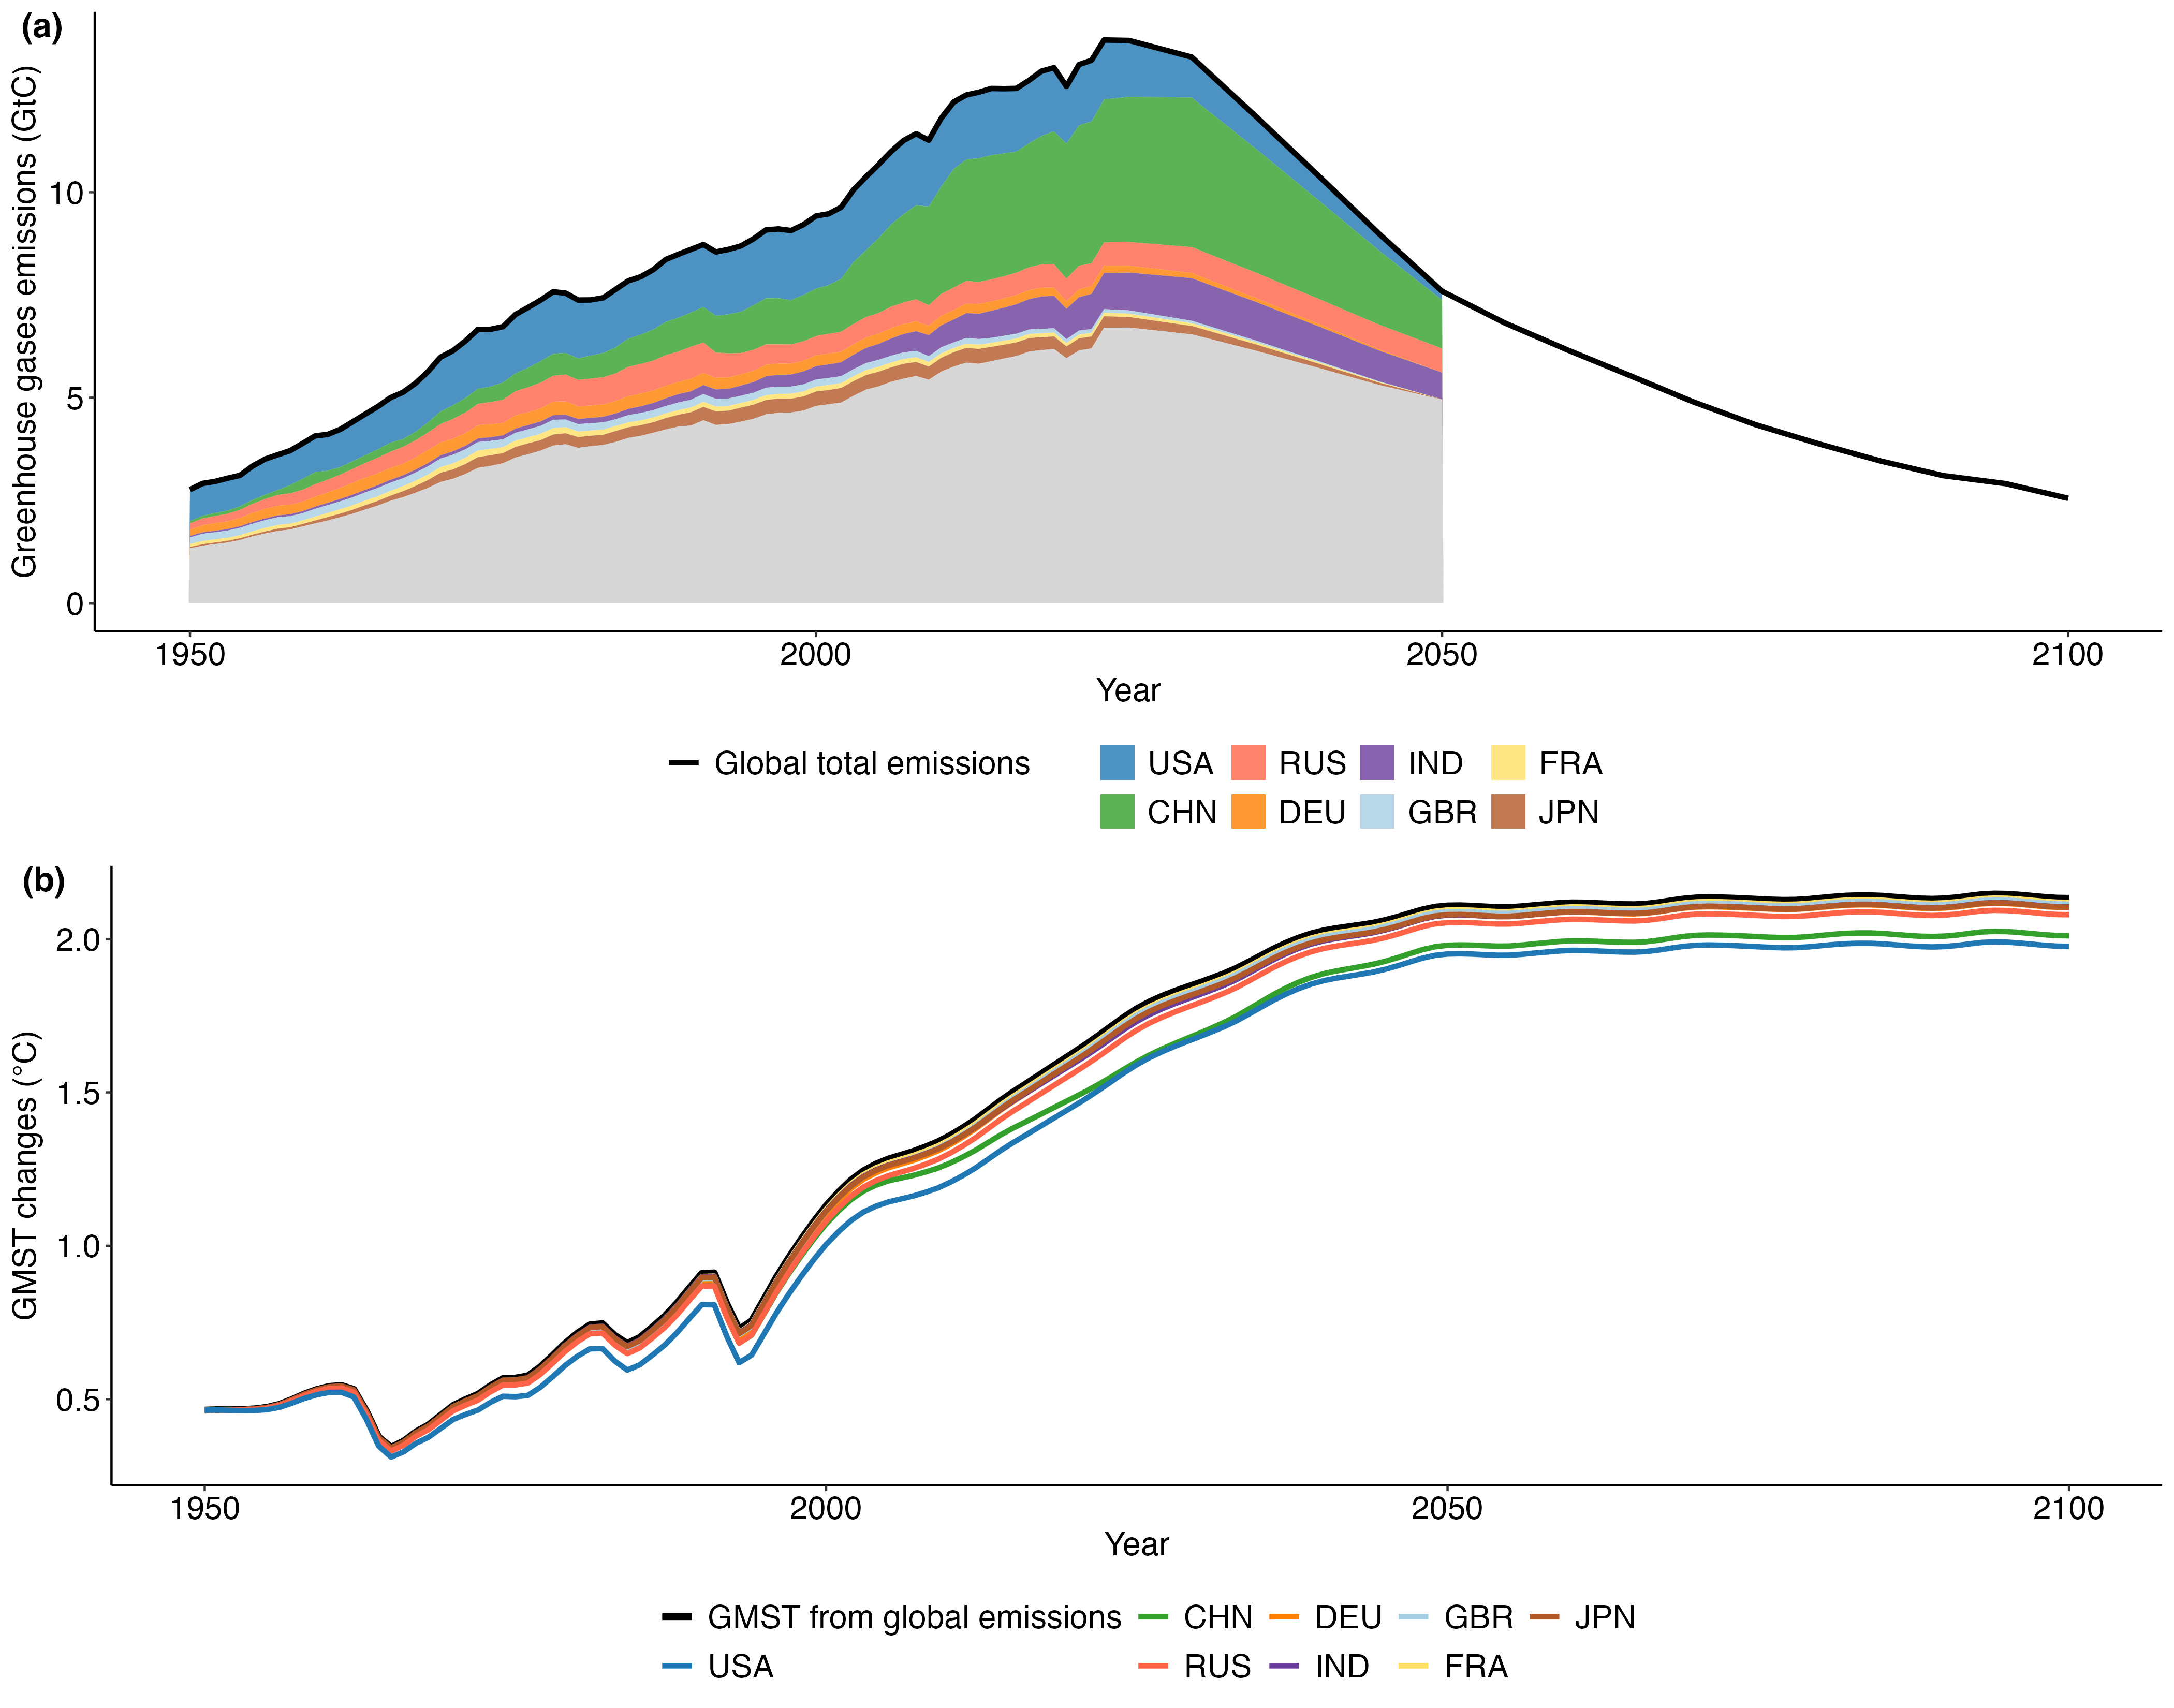 (a)
Greenhouse gases emissions (GtC)
10
5
0
1950 2000 2050 2100
Year
Global total emissions USA RUS IND FRA
CHN DEU GBR JPN
(b)
GMST changes (°C)
2.0
1.5
1.0
0.5
1950 2000 2050 2100
Year
GMST from global emissions CHN DEU GBR JPN
USA RUS IND FRA